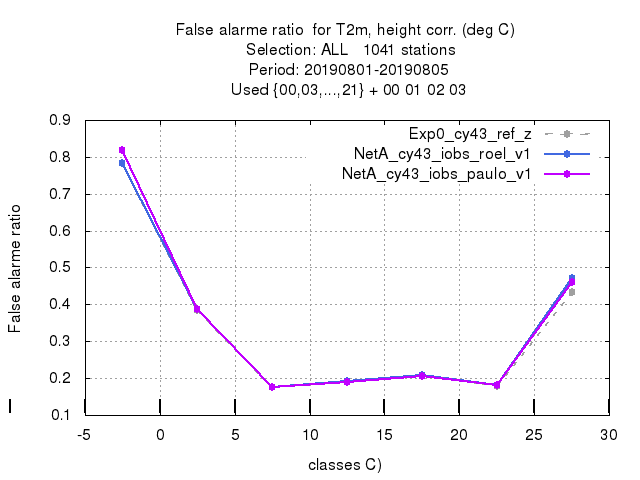 False alarme ratio  for T2m, height corr. (deg C)
Selection: ALL   1041 stations
Period: 20190801-20190805
Used {00,03,...,21} + 00 01 02 03
Exp0_cy43_ref_z
NetA_cy43_iobs_roel_v1
NetA_cy43_iobs_paulo_v1
False alarme ratio
0.9
0.8
0.7
0.6
0.5
0.4
0.3
0.2
0.1
-5 0 5 10 15 20 25 30
classes C)